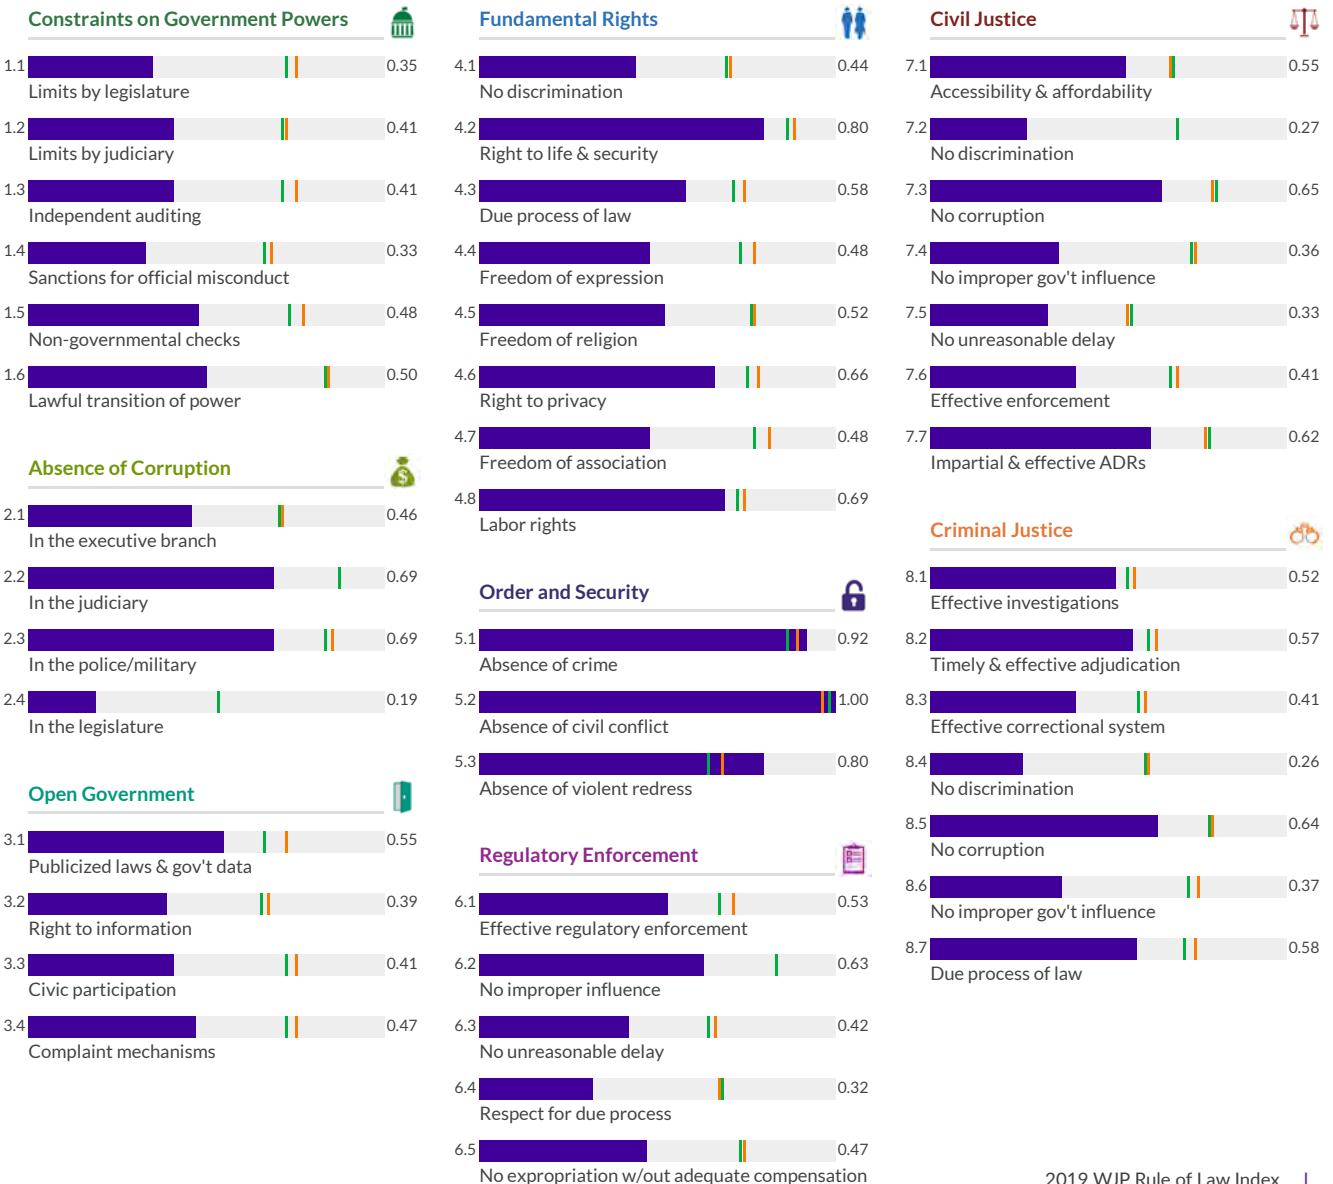 Constraints on Government Powers
1.1 0.35
Limits by legislature
1.2 0.41
Limits by judiciary
1.3 0.41
Independent auditing
1.4 0.33
Sanctions for official misconduct
1.5 0.48
Non-governmental checks
1.6 0.50
Lawful transition of power
Absence of Corruption
2.1 0.46
In the executive branch
2.2 0.69
In the judiciary
2.3 0.69
In the police/military
2.4 0.19
In the legislature
Open Government
3.1 0.55
Publicized laws & gov't data
3.2 0.39
Right to information
3.3 0.41
Civic participation
3.4 0.47
Complaint mechanisms
Fundamental Rights
4.1 0.44
No discrimination
4.2 0.80
Right to life & security
4.3 0.58
Due process of law
4.4 0.48
Freedom of expression
4.5 0.52
Freedom of religion
4.6 0.66
Right to privacy
4.7 0.48
Freedom of association
4.8 0.69
Labor rights
Order and Security
5.1 0.92
Absence of crime
5.2 1.00
Absence of civil conflict
5.3 0.80
Absence of violent redress
Regulatory Enforcement
6.1 0.53
Effective regulatory enforcement
6.2 0.63
No improper influence
6.3 0.42
No unreasonable delay
6.4 0.32
Respect for due process
6.5 0.47
No expropriation w/out adequate compensation
Civil Justice
7.1 0.55
Accessibility & affordability
7.2 0.27
No discrimination
7.3 0.65
No corruption
7.4 0.36
No improper gov't influence
7.5 0.33
No unreasonable delay
7.6 0.41
Effective enforcement
7.7 0.62
Impartial & effective ADRs
Criminal Justice
8.1 0.52
Effective investigations
8.2 0.57
Timely & effective adjudication
8.3 0.41
Effective correctional system
8.4 0.26
No discrimination
8.5 0.64
No corruption
8.6 0.37
No improper gov't influence
8.7 0.58
Due process of law
2019 WJP Rule of Law Index |